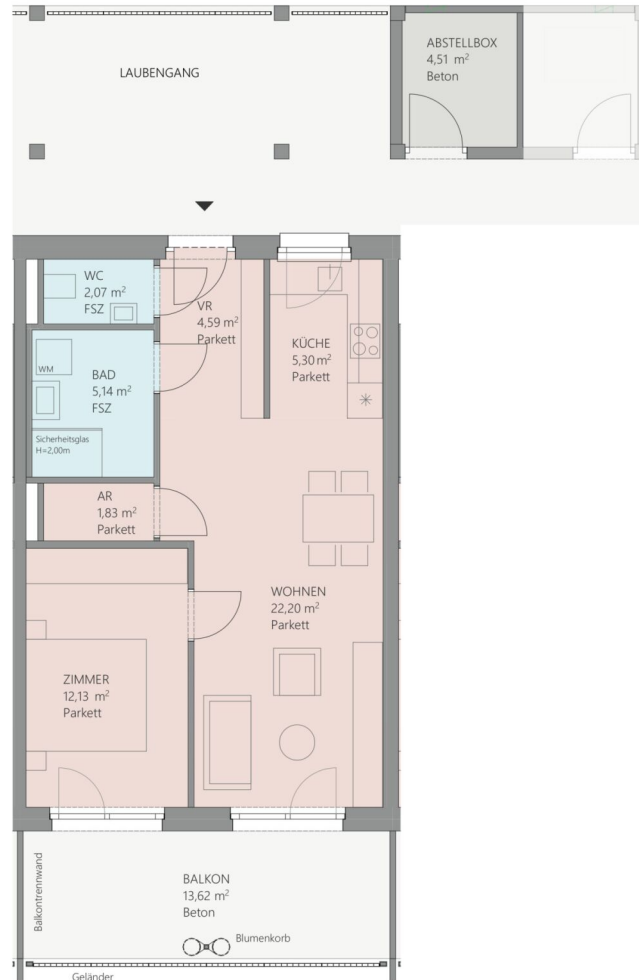 ABSTELLBOX
4,51 m²
Beton
LAUBENGANG
WC
2,07 m²
FSZ
VR
4,59 m²
Parkett
KÜCHE
5,30 m²
Parkett
WM
BAD
5,14 m²
FSZ
Sicherheitsglas
H=2,00m
AR
1,83 m²
Parkett
WOHNEN
22,20 m²
Parkett
ZIMMER
12,13 m²
Parkett
Balkontrennwand
BALKON
13,62 m²
Beton
Blumenkorb
Geländer